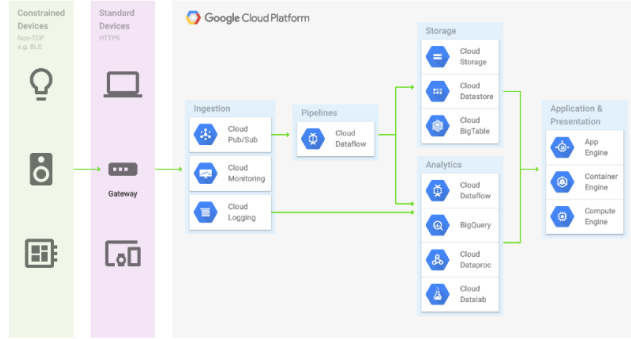 Constrained
Devices
Non-TCP
e.g. BLE
Standard
Devices
HTTPS
Gateway
Google Cloud Platform
Ingestion
Cloud
Pub/Sub
Cloud
Monitoring
Cloud
Logging
Pipelines
Cloud
Dataflow
Storage
Cloud
Storage
Cloud
Datastore
Cloud
BigTable
Analytics
Cloud
Dataflow
BigQuery
Cloud
Dataproc
Cloud
Datalab
Application &
Presentation
App
Engine
Container
Engine
Compute
Engine